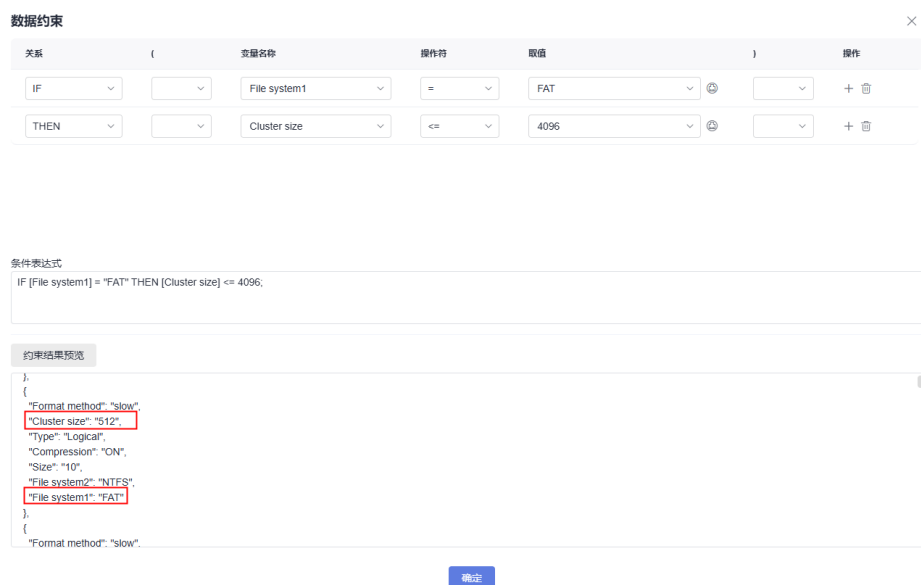 数据约束
关系 ( 变量名称 操作符 取值 ) 操作
IF File system1 = FAT
THEN Cluster size <= 4096
条件表达式
IF [File system1] = "FAT" THEN [Cluster size] <= 4096;
约束结果预览
},
{
"Format method": "slow",
"Cluster size": "512",
"Type": "Logical",
"Compression": "ON",
"Size": "10",
"File system2": "NTFS",
"File system1": "FAT"
},
{
"Format method": "slow",
确定